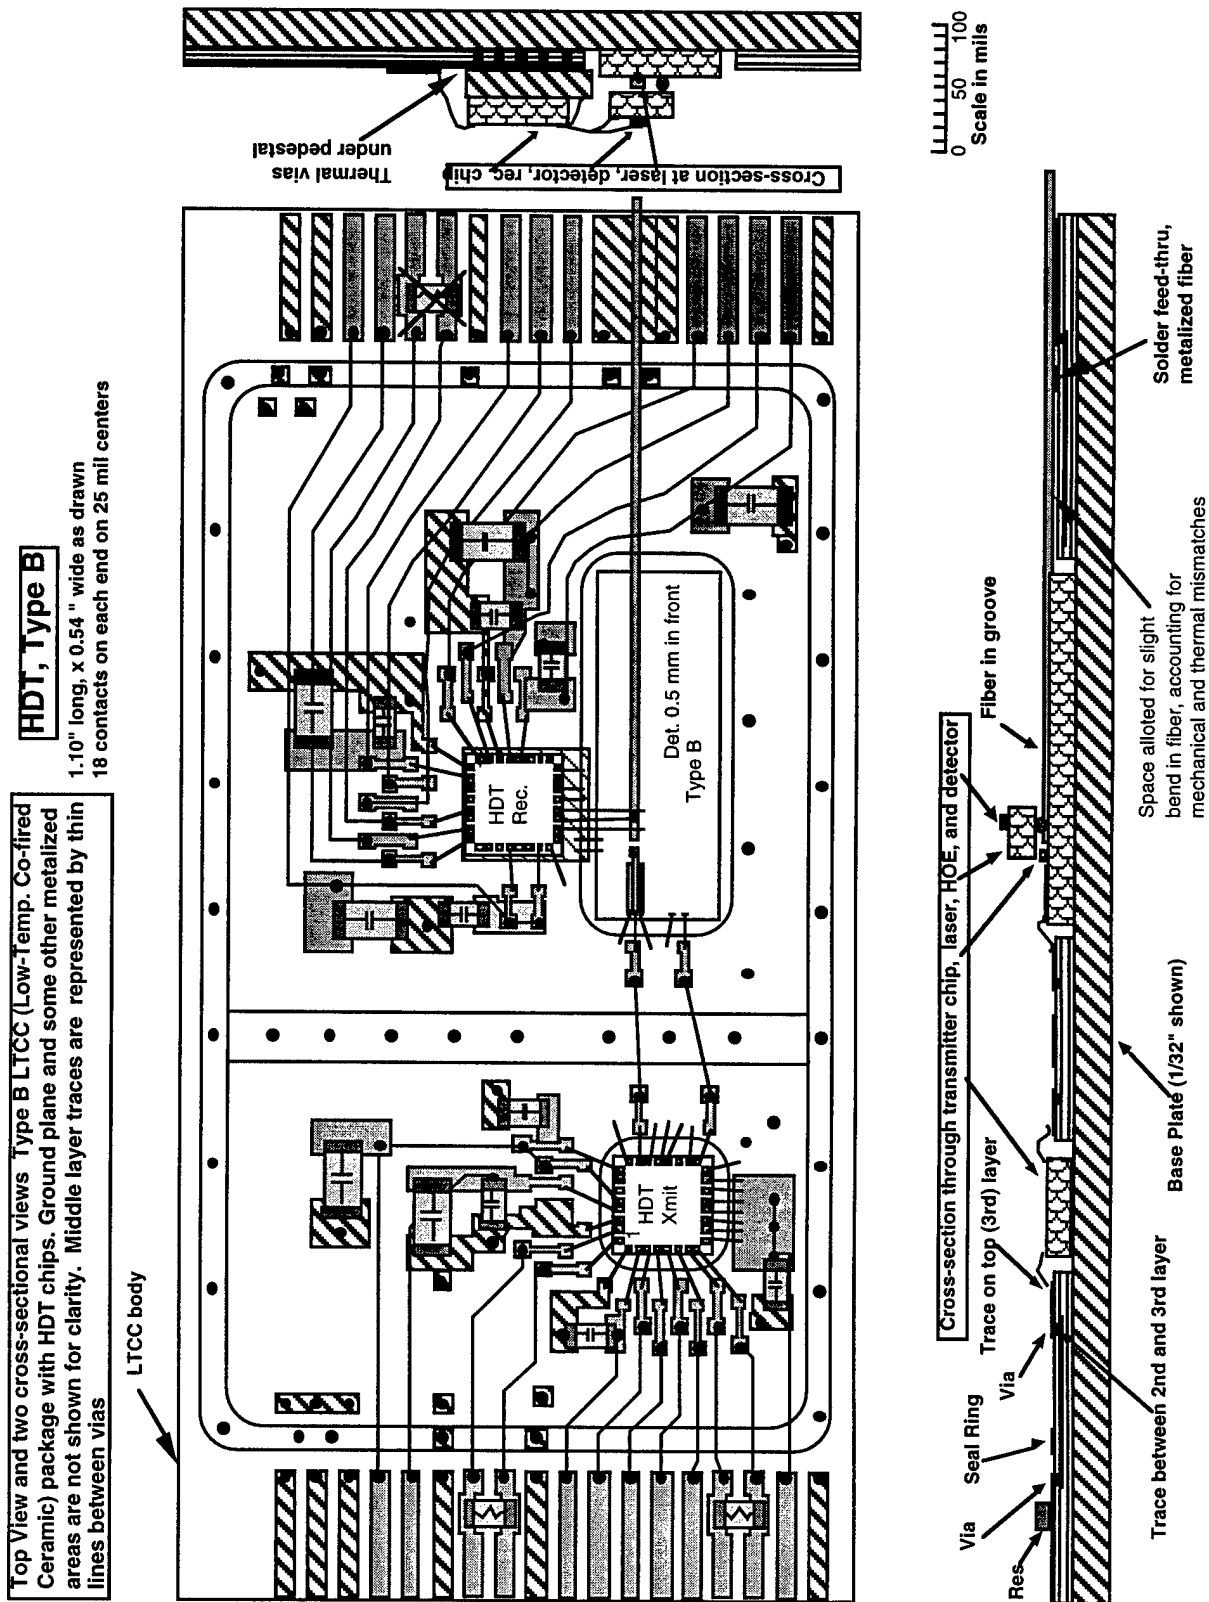 Top View and two cross-sectional views Type B LTCC (Low-Temp. Co-fired
Ceramic) package with HDT chips. Ground plane and some other metalized
areas are not shown for clarity. Middle layer traces are represented by thin
lines between vias
HDT, Type B
1.10" long, x 0.54 " wide as drawn
18 contacts on each end on 25 mil centers
LTCC body
Thermal vias
under pedestal
Cross-section at laser, detector, rec. chip
HDT
Rec.
Det. 0.5 mm in front
Type B
HDT
Xmit
1
0 50 100
Scale in mils
Cross-section through transmitter chip, laser, HOE, and detector
Trace on top (3rd) layer
Fiber in groove
Seal Ring
Via
Via
Res
Trace between 2nd and 3rd layer
Base Plate (1/32" shown)
Space alloted for slight
bend in fiber, accounting for
mechanical and thermal mismatches
Solder feed-thru,
metalized fiber